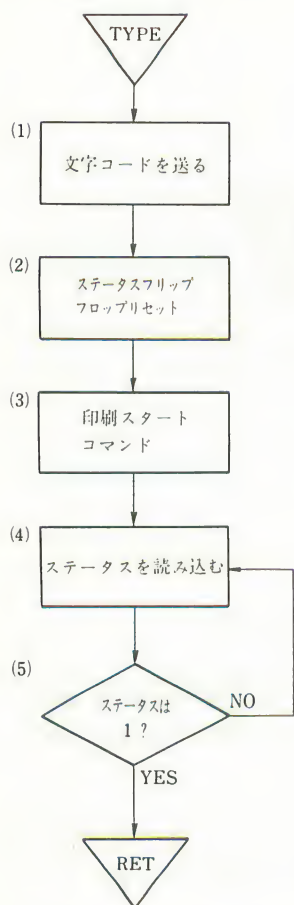 TYPE
(1)
文字コードを送る
(2)
ステータスフリップ
フロップリセット
(3)
印刷スタート
コマンド
(4)
ステータスを読み込む
(5)
ステータスは
1？
NO
YES
RET